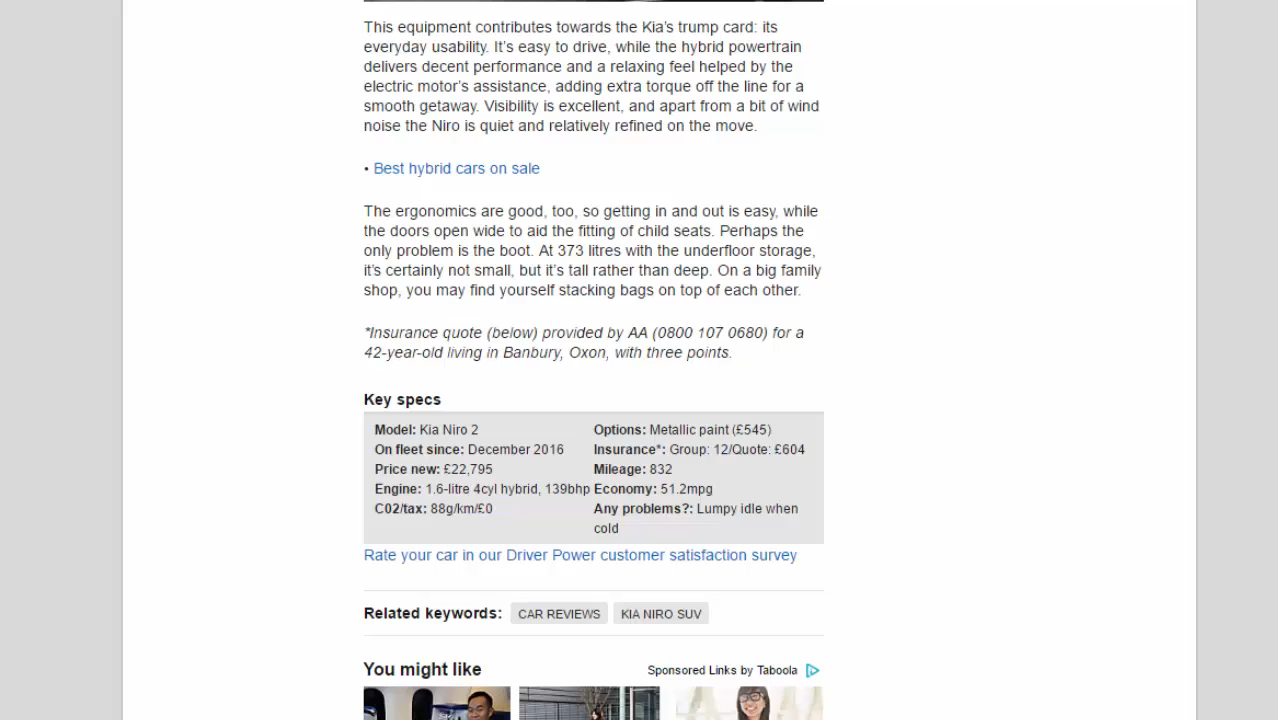 This equipment contributes towards the Kia’s trump card: its
everyday usability. It’s easy to drive, while the hybrid powertrain
delivers decent performance and a relaxing feel helped by the
electric motor’s assistance, adding extra torque off the line for a
smooth getaway. Visibility is excellent, and apart from a bit of wind
noise the Niro is quiet and relatively refined on the move.
• Best hybrid cars on sale
The ergonomics are good, too, so getting in and out is easy, while
the doors open wide to aid the fitting of child seats. Perhaps the
only problem is the boot. At 373 litres with the underfloor storage,
it’s certainly not small, but it’s tall rather than deep. On a big family
shop, you may find yourself stacking bags on top of each other.
*Insurance quote (below) provided by AA (0800 107 0680) for a
42-year-old living in Banbury, Oxon, with three points.
Key specs
Model: Kia Niro 2
On fleet since: December 2016
Price new: £22,795
Engine: 1.6-litre 4cyl hybrid, 139bhp
C02/tax: 88g/km/£0
Options: Metallic paint (£545)
Insurance*: Group: 12/Quote: £604
Mileage: 832
Economy: 51.2mpg
Any problems?: Lumpy idle when
cold
Rate your car in our Driver Power customer satisfaction survey
Related keywords: CAR REVIEWS KIA NIRO SUV
You might like Sponsored Links by Taboola